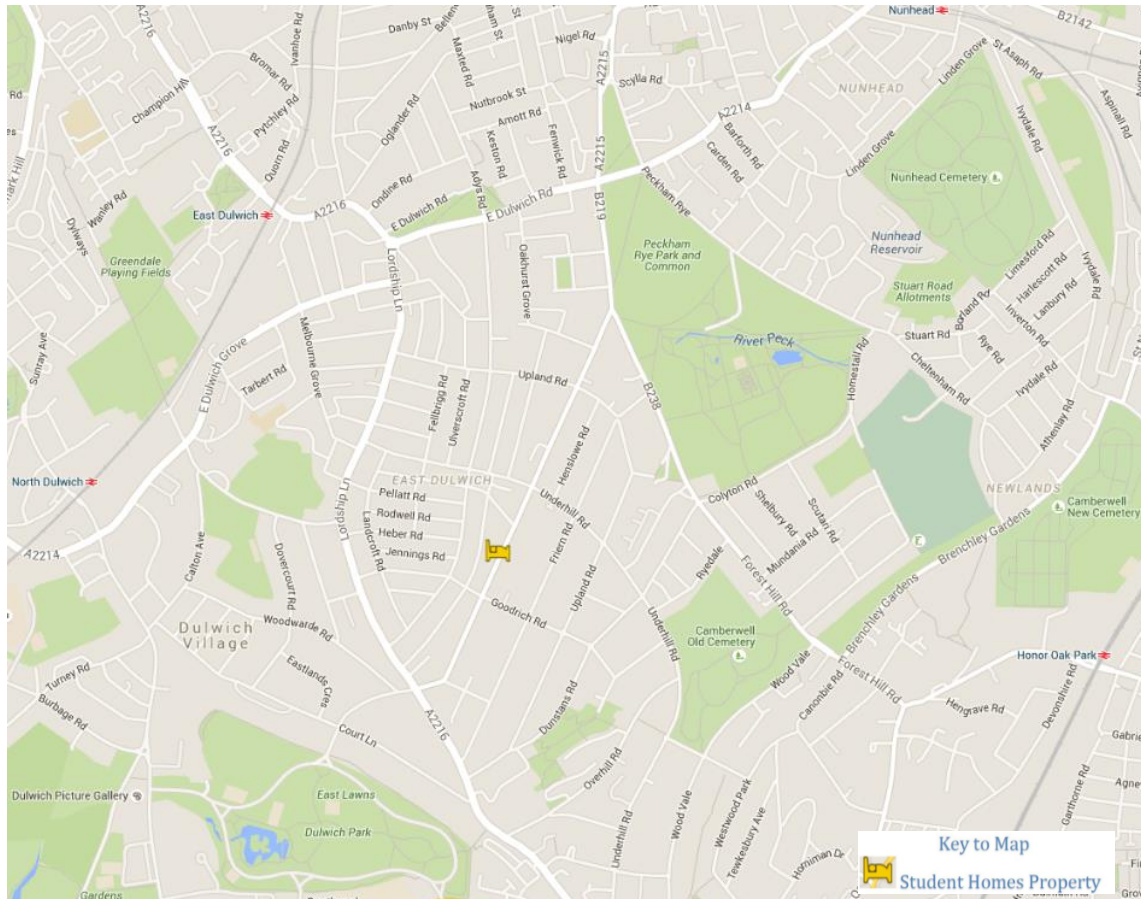 Nunhead
B2142
A2216
Danby St
Ivanhoe Rd
Maxted Rd
Nigel Rd
A2215
Scylla Rd
Linden Grove
St Asaph Rd
NUNHEAD
Bromar Rd
Champion Hill
Pytchley Rd
Nutbrook St
Amott Rd
Oglander Rd
A2214
Ivydale Rd
Aspinall Rd
A2216
Quorn Rd
Keston Rd
Fenwick Rd
A2215
Barforth Rd
Carden Rd
Linden Grove
Nunhead Cemetery
Wanley Rd
East Dulwich
A2216
Ondine Rd
Adys Rd
E Dulwich Rd
E Dulwich Rd
B219
Peckham Rye
Dylways
Greendale
Playing Fields
Lordship Ln
Oakhurst Grove
Peckham
Rye Park and
Common
Nunhead
Reservoir
Limesford Rd
Harlescott Rd
Lanbury Rd
Ivydale Rd
Stuart Road
Allotments
Borland Rd
Inverton Rd
Sunray Ave
E Dulwich Grove
Melbourne Grove
Tarbert Rd
River Peck
Homestall Rd
Stuart Rd
Rye Rd
Cheltenham Rd
Ivydale Rd
Fellbrigg Rd
Ulverscroft Rd
Upland Rd
B238
Athenlay Rd
North Dulwich
EAST DULWICH
Henslowe Rd
Colyton Rd
NEWLANDS
Pellatt Rd
Underhill Rd
Shelbury Rd
Scutari Rd
Camberwell
New Cemetery
Rodwell Rd
Lordship Ln
Landcroft Rd
Heber Rd
Jennings Rd
Friern Rd
Mundania Rd
Brenchley Gardens
A2214
Calton Ave
Dovercourt Rd
Ryedale
Forest Hill Rd
Upland Rd
Goodrich Rd
Dulwich
Village
Woodwarde Rd
Underhill Rd
Camberwell
Old Cemetery
Brenchley Gardens
Honor Oak Park
Eastlands Cres
Wood Vale
Forest Hill Rd
Turney Rd
Burbage Rd
Canonbie Rd
Hengrave Rd
Devonshire Rd
A2216
Dunstans Rd
Court Ln
Overhill Rd
Dulwich Picture Gallery
East Lawns
Dulwich Park
Underhill Rd
Wood Vale
Westwood Park
Tewkesbury Ave
Horniman Dr
Garthorne Rd
Gardens
Key to Map
Student Homes Property